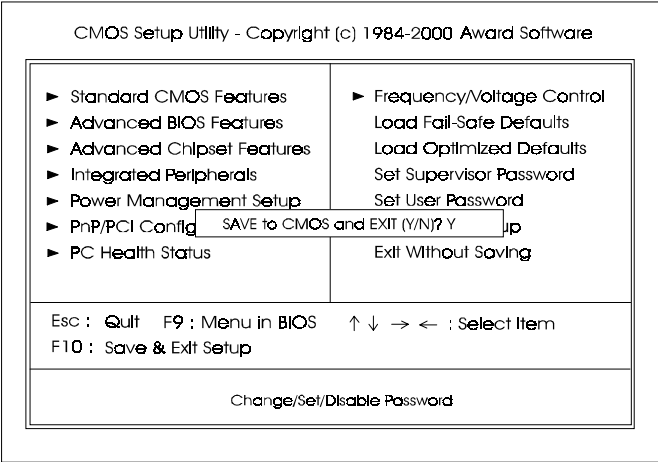 CMOS Setup Utility - Copyright (c) 1984-2000 Award Software
► Standard CMOS Features
► Advanced BIOS Features
► Advanced Chipset Features
► Integrated Peripherals
► Power Management Setup
► PnP/PCI Config
► PC Health Status
► Frequency/Voltage Control
Load Fail-Safe Defaults
Load Optimized Defaults
Set Supervisor Password
Set User Password
up
Exit Without Saving
SAVE to CMOS and EXIT (Y/N)? Y
Esc : Quit F9 : Menu in BIOS ↑ ↓ → ← : Select Item
F10 : Save & Exit Setup
Change/Set/Disable Password